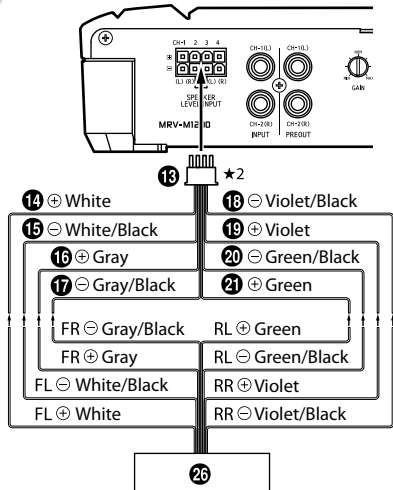 CH-1 2 3 4
⊕
⊖
(L) (R) (L) (R)
SPEAKER
LEVEL INPUT
MRV-M1200
CH-1(L) CH-1(L)
CH-2(R) CH-2(R)
INPUT PREOUT
NOM
MIN MAX
GAIN
13 ★2
14 ⊕ White
15 ⊖ White/Black
16 ⊕ Gray
17 ⊖ Gray/Black
18 ⊖ Violet/Black
19 ⊕ Violet
20 ⊖ Green/Black
21 ⊕ Green
FR ⊖ Gray/Black
FR ⊕ Gray
FL ⊖ White/Black
FL ⊕ White
RL ⊕ Green
RL ⊖ Green/Black
RR ⊕ Violet
RR ⊖ Violet/Black
26